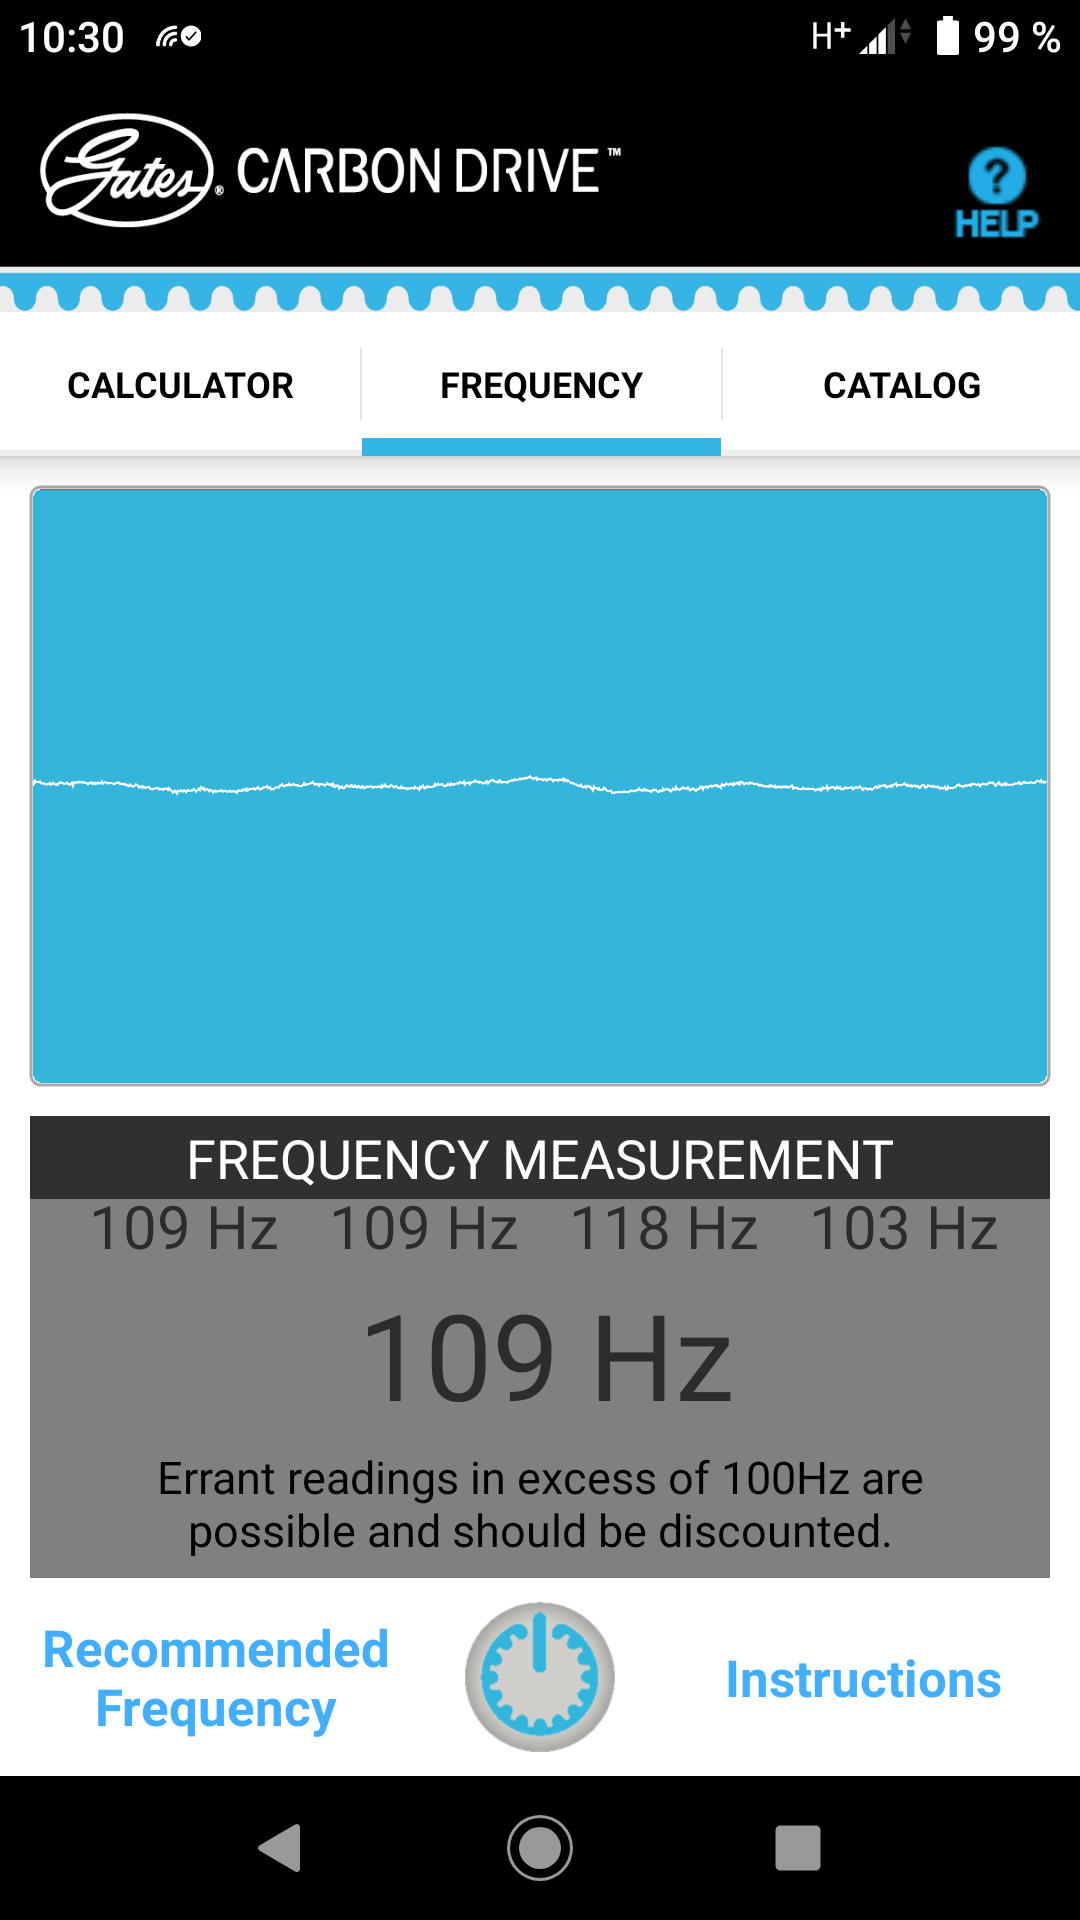 10:30 H+ 99 %
Gates® CARBON DRIVE™
? HELP
CALCULATOR FREQUENCY CATALOG
FREQUENCY MEASUREMENT
109 Hz 109 Hz 118 Hz 103 Hz
109 Hz
Errant readings in excess of 100Hz are
possible and should be discounted.
Recommended
Frequency
Instructions